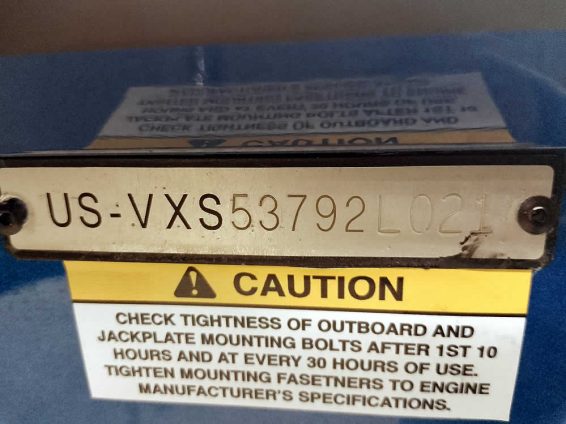 US-VXS53792L021
CAUTION
CHECK TIGHTNESS OF OUTBOARD AND
JACKPLATE MOUNTING BOLTS AFTER 1ST 10
HOURS AND AT EVERY 30 HOURS OF USE.
TIGHTEN MOUNTING FASETNERS TO ENGINE
MANUFACTURER'S SPECIFICATIONS.